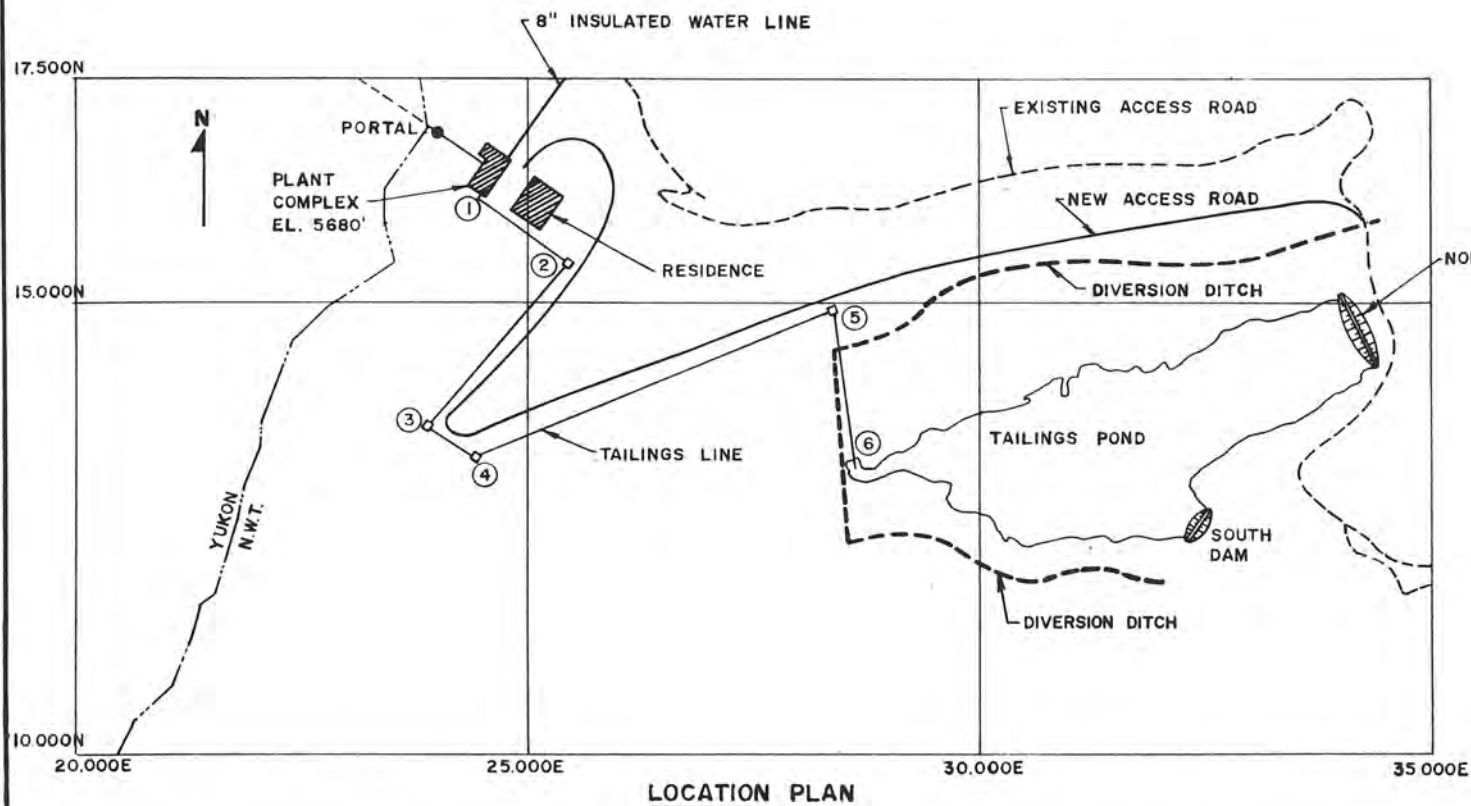 8" INSULATED WATER LINE
17.500N
N
PORTAL
EXISTING ACCESS ROAD
PLANT
COMPLEX
EL. 5680'
1
NEW ACCESS ROAD
2
RESIDENCE
DIVERSION DITCH
15.000N
5
3
4
TAILINGS LINE
6
TAILINGS POND
YUKON
N.W.T.
SOUTH
DAM
DIVERSION DITCH
10.000N
20.000E
25.000E
30.000E
35.000E
LOCATION PLAN